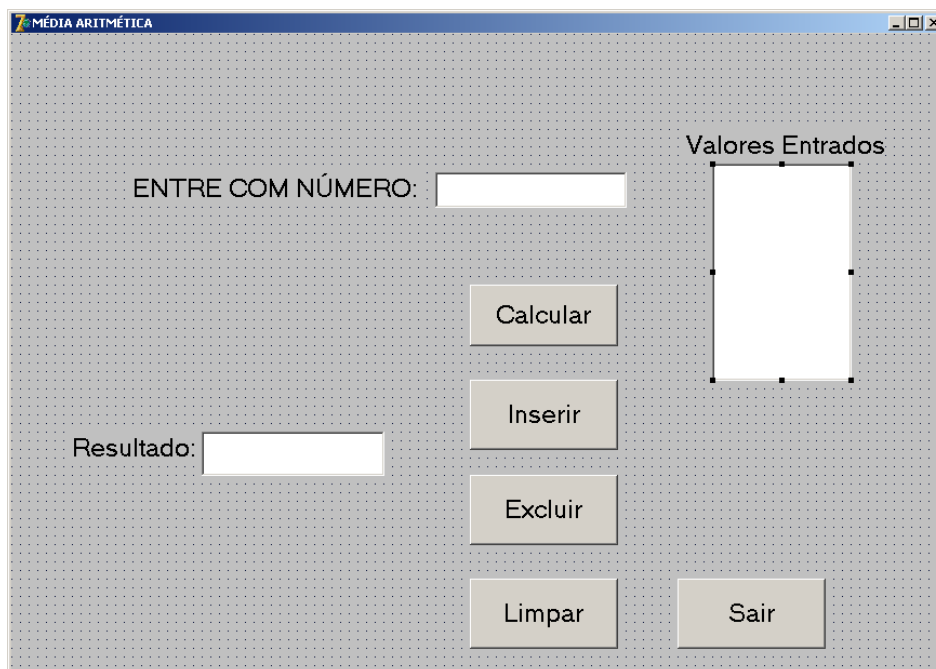 MÉDIA ARITMÉTICA
Valores Entrados
ENTRE COM NÚMERO:
Calcular
Inserir
Resultado:
Excluir
Limpar
Sair